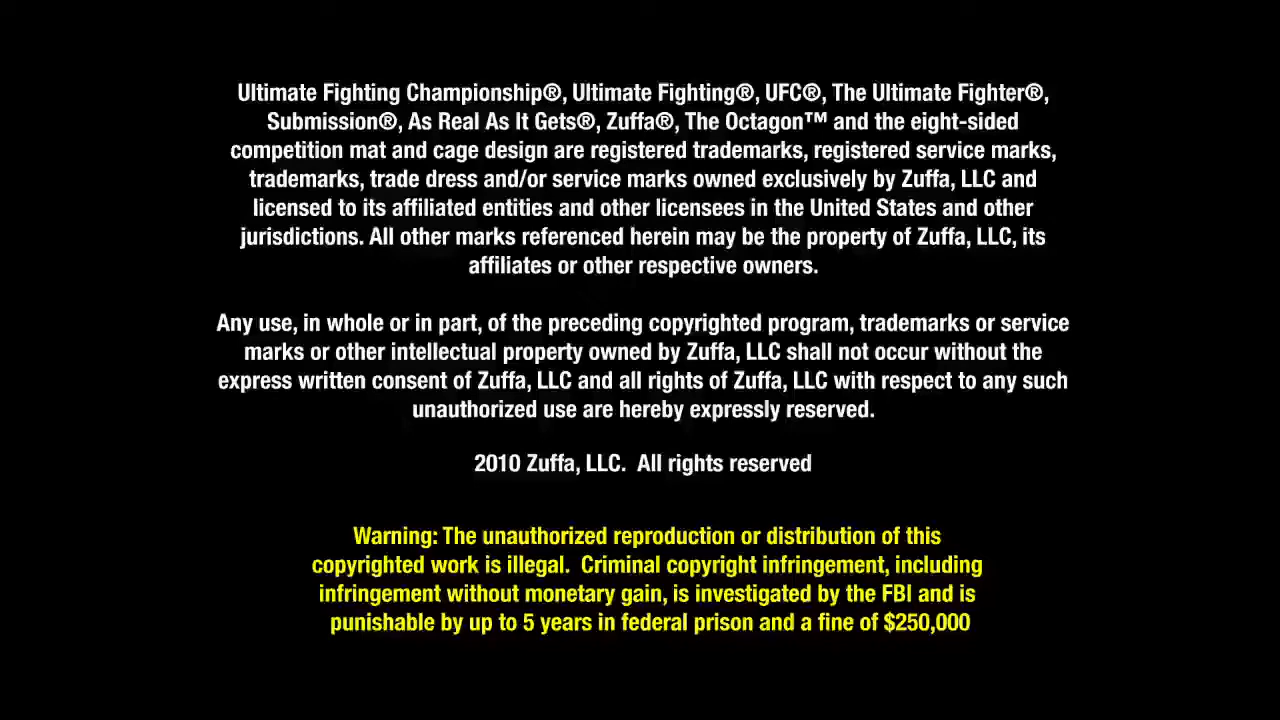 Ultimate Fighting Championship®, Ultimate Fighting®, UFC®, The Ultimate Fighter®,
Submission®, As Real As It Gets®, Zuffa®, The Octagon™ and the eight-sided
competition mat and cage design are registered trademarks, registered service marks,
trademarks, trade dress and/or service marks owned exclusively by Zuffa, LLC and
licensed to its affiliated entities and other licensees in the United States and other
jurisdictions. All other marks referenced herein may be the property of Zuffa, LLC, its
affiliates or other respective owners.
Any use, in whole or in part, of the preceding copyrighted program, trademarks or service
marks or other intellectual property owned by Zuffa, LLC shall not occur without the
express written consent of Zuffa, LLC and all rights of Zuffa, LLC with respect to any such
unauthorized use are hereby expressly reserved.
2010 Zuffa, LLC.  All rights reserved
Warning: The unauthorized reproduction or distribution of this
copyrighted work is illegal.  Criminal copyright infringement, including
infringement without monetary gain, is investigated by the FBI and is
punishable by up to 5 years in federal prison and a fine of $250,000